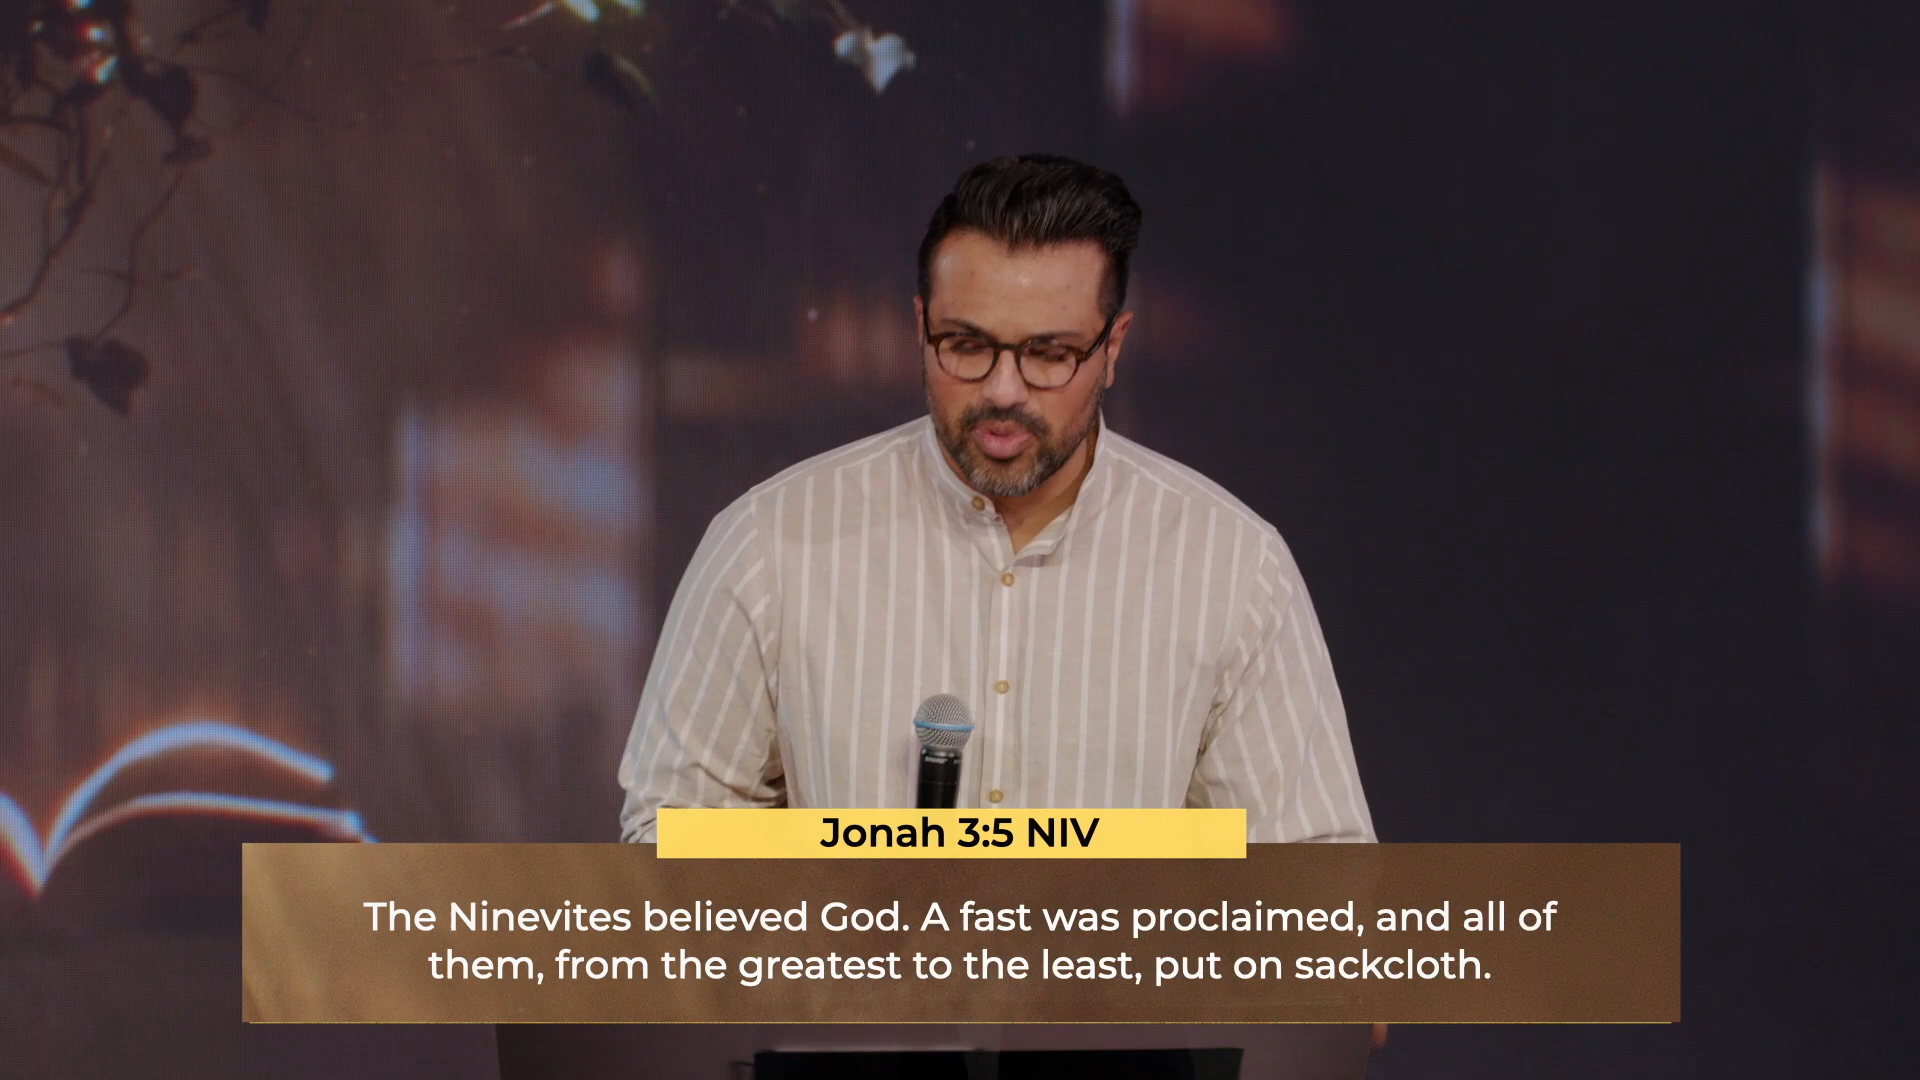 Jonah 3:5 NIV
The Ninevites believed God. A fast was proclaimed, and all of
them, from the greatest to the least, put on sackcloth.